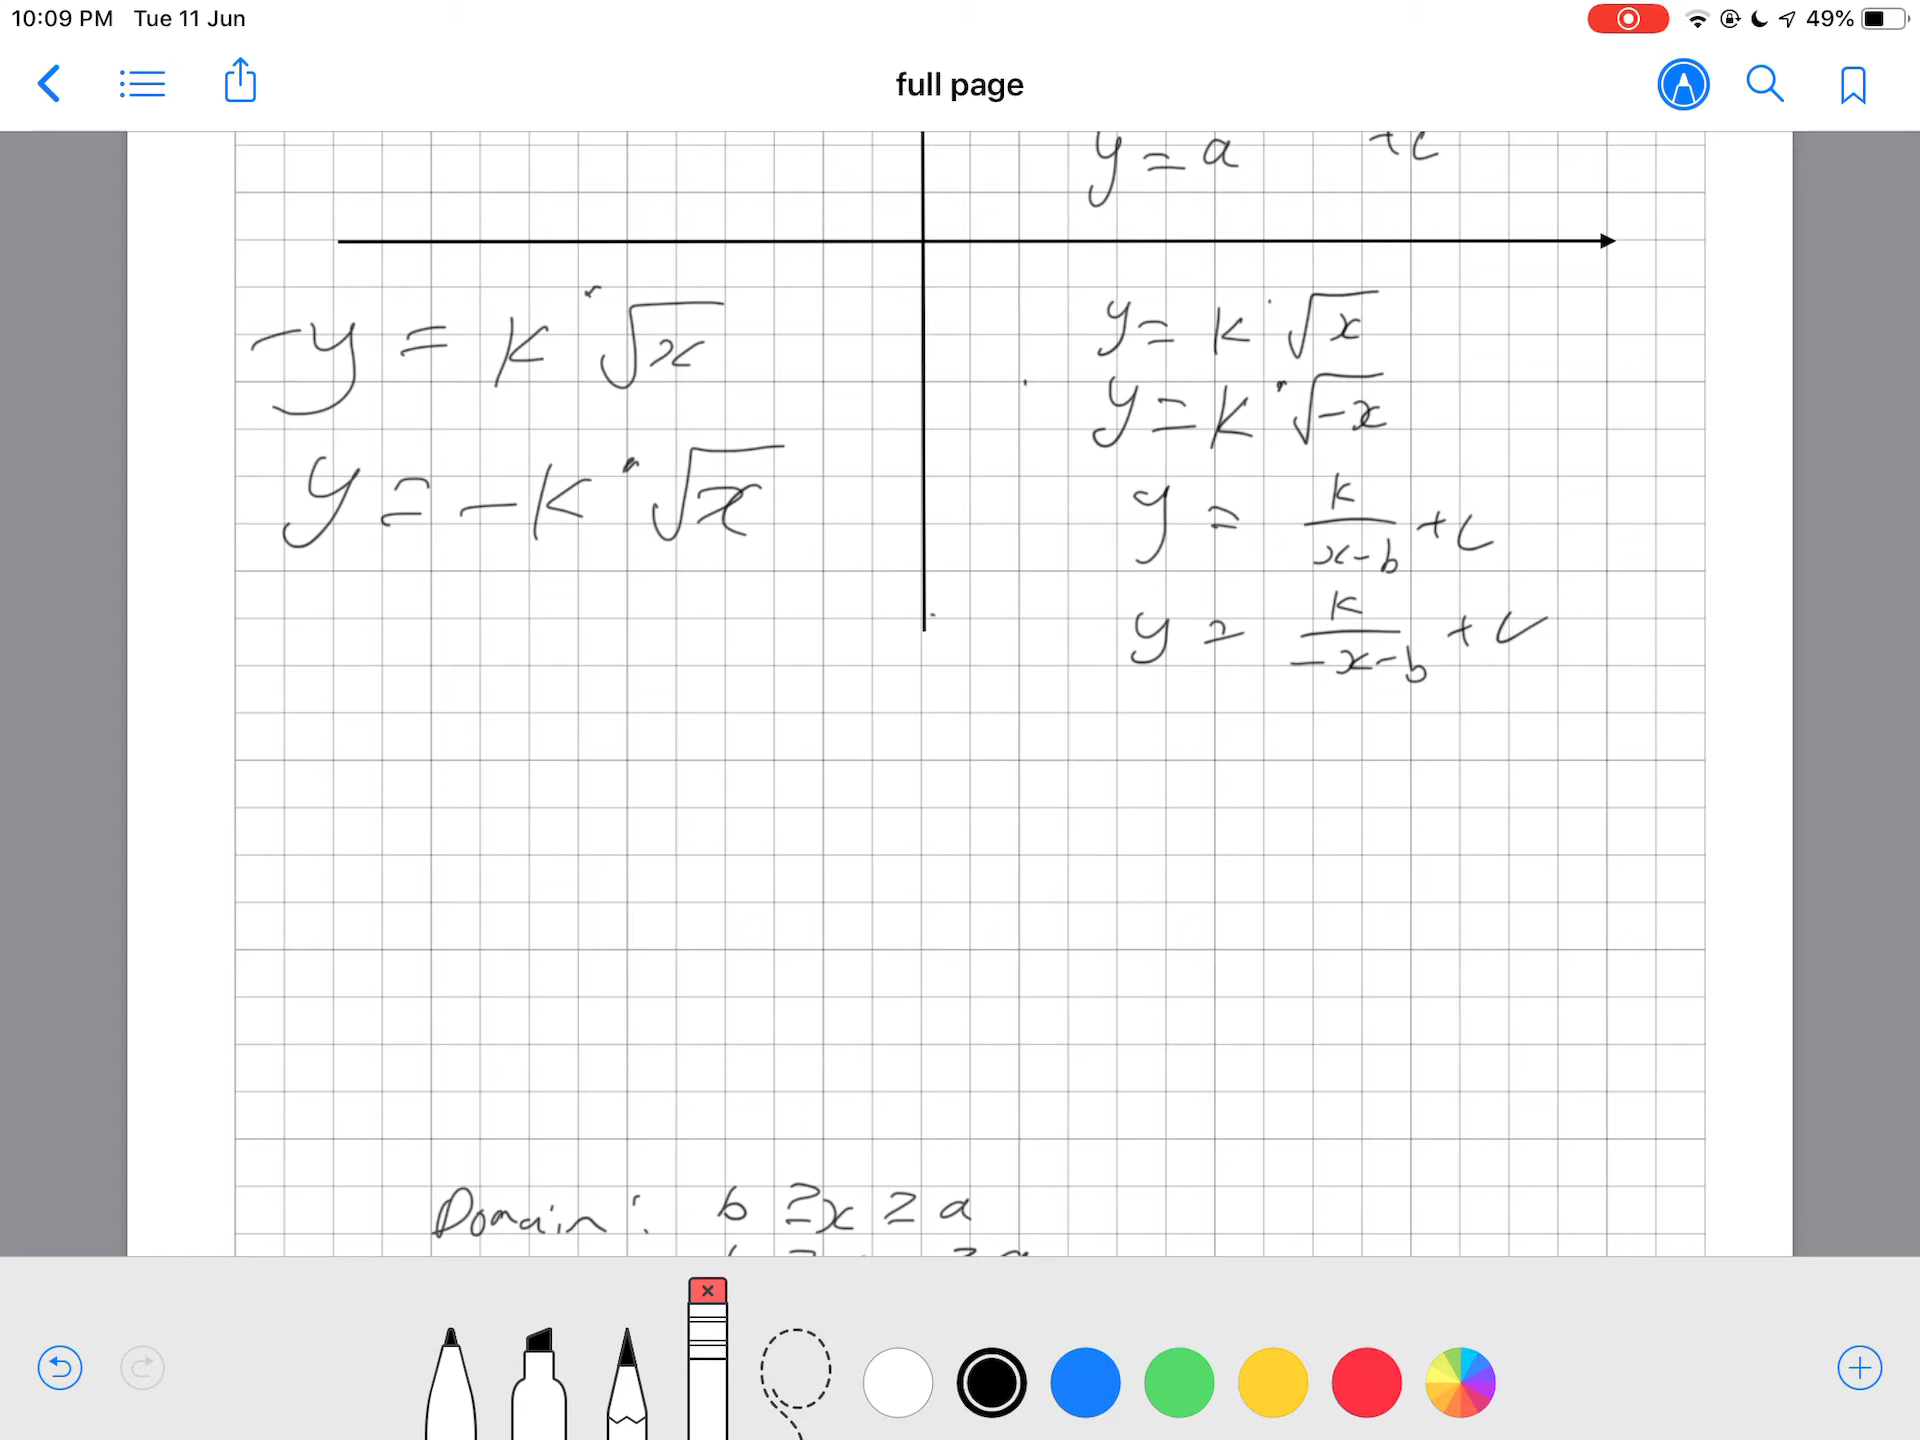 10:09 PM Tue 11 Jun 49%
full page
y = a +c
-y = k ⁿ√x
y = -k ⁿ√x
y = k √x
y = k ⁿ√-x
y = k/(x-b) + c
y = k/(-x-b) + c
Domain: b ≥ x ≥ a